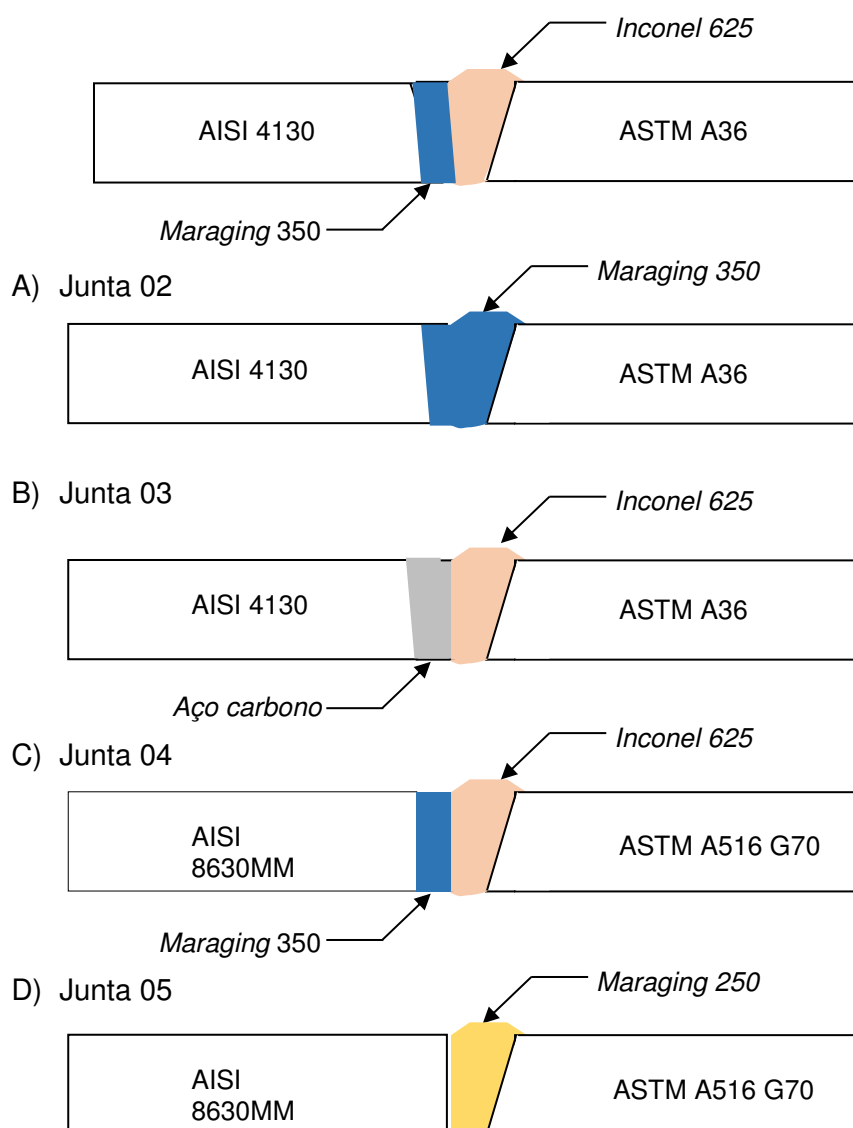 Inconel 625
AISI 4130
ASTM A36
Maraging 350
A) Junta 02
Maraging 350
AISI 4130
ASTM A36
B) Junta 03
Inconel 625
AISI 4130
ASTM A36
Aço carbono
C) Junta 04
Inconel 625
AISI
8630MM
ASTM A516 G70
Maraging 350
D) Junta 05
Maraging 250
AISI
8630MM
ASTM A516 G70